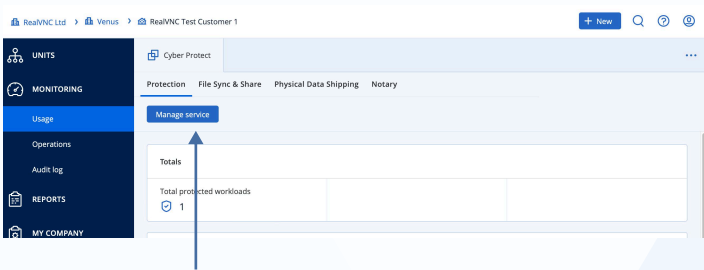 RealVNC Ltd > Venus > RealVNC Test Customer 1
+ New
UNITS
MONITORING
Usage
Operations
Audit log
REPORTS
MY COMPANY
Cyber Protect
Protection File Sync & Share Physical Data Shipping Notary
Manage service
Totals
Total protected workloads
1